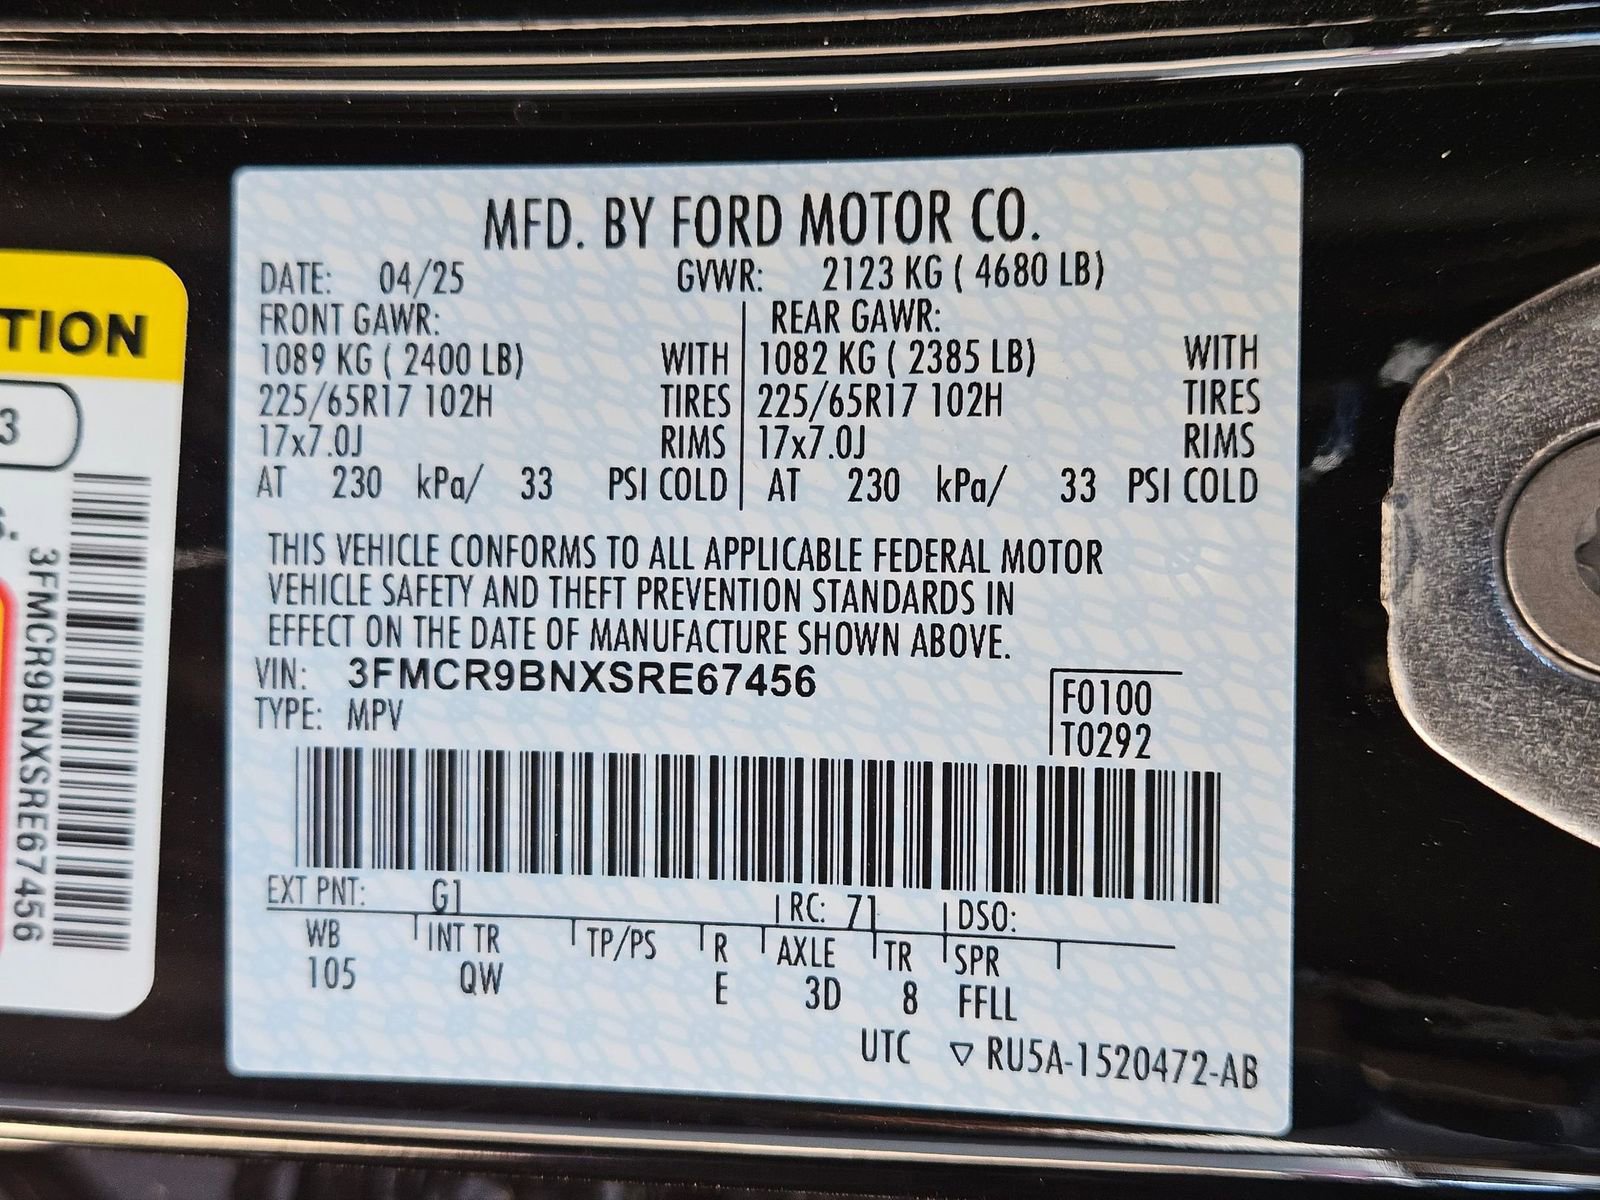 TION
3
3FMCR9BNXSRE67456
MFD. BY FORD MOTOR CO.
DATE: 04/25 GVWR: 2123 KG ( 4680 LB)
FRONT GAWR: REAR GAWR:
1089 KG ( 2400 LB) WITH 1082 KG ( 2385 LB) WITH
225/65R17 102H TIRES 225/65R17 102H TIRES
17x7.0J RIMS 17x7.0J RIMS
AT 230 kPa/ 33 PSI COLD AT 230 kPa/ 33 PSI COLD
THIS VEHICLE CONFORMS TO ALL APPLICABLE FEDERAL MOTOR
VEHICLE SAFETY AND THEFT PREVENTION STANDARDS IN
EFFECT ON THE DATE OF MANUFACTURE SHOWN ABOVE.
VIN: 3FMCR9BNXSRE67456
TYPE: MPV
F0100
T0292
EXT PNT: G1 RC: 71 DSO:
WB INT TR TP/PS R AXLE TR SPR
105 QW E 3D 8 FFLL
UTC ▽ RU5A-1520472-AB